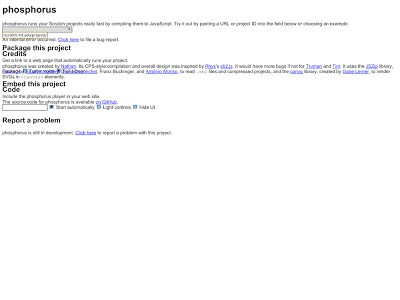 phosphorus
phosphorus runs your Scratch projects really fast by compiling them to JavaScript. Try it out by pasting a URL or project ID into the field below or choosing an example
An internal error occurred. Click here to file a bug report.
Package this project
Credits
Get a link to a web page that automatically runs your project.
phosphorus was created by Nathan. Its CPS-style compilation and overall design was inspired by Rhys's sb2.js. It would have more bugs if not for Truman and Tim. It uses the JSZip library,
Franz Buchinger, and António Afonso, to read .sb2 files and compressed projects, and the canvg library, created by Gabe Lerner, to render
SVGs in <canvas> elements.
Embed this project
Code
Include the phosphorus player in your web site.
The source code for phosphorus is available on GitHub.
Start automatically Light controls Hide UI
Report a problem
phosphorus is still in development. Click here to report a problem with this project.